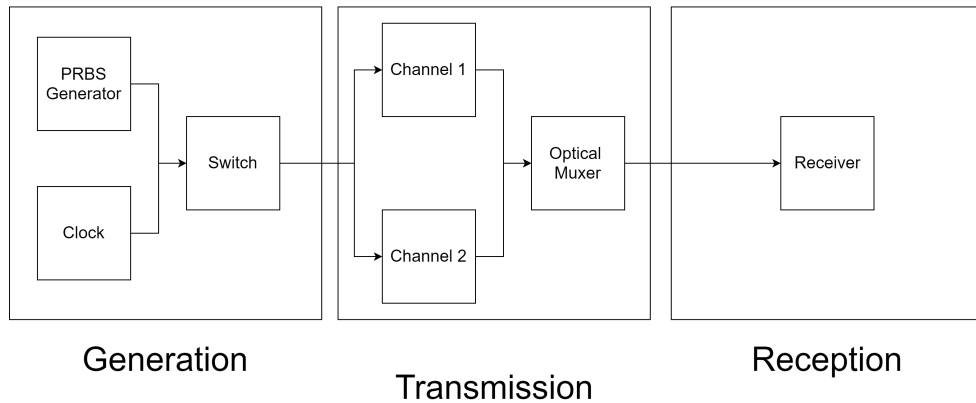 PRBS
Generator
Clock
Switch
Channel 1
Channel 2
Optical
Muxer
Receiver
Generation
Transmission
Reception